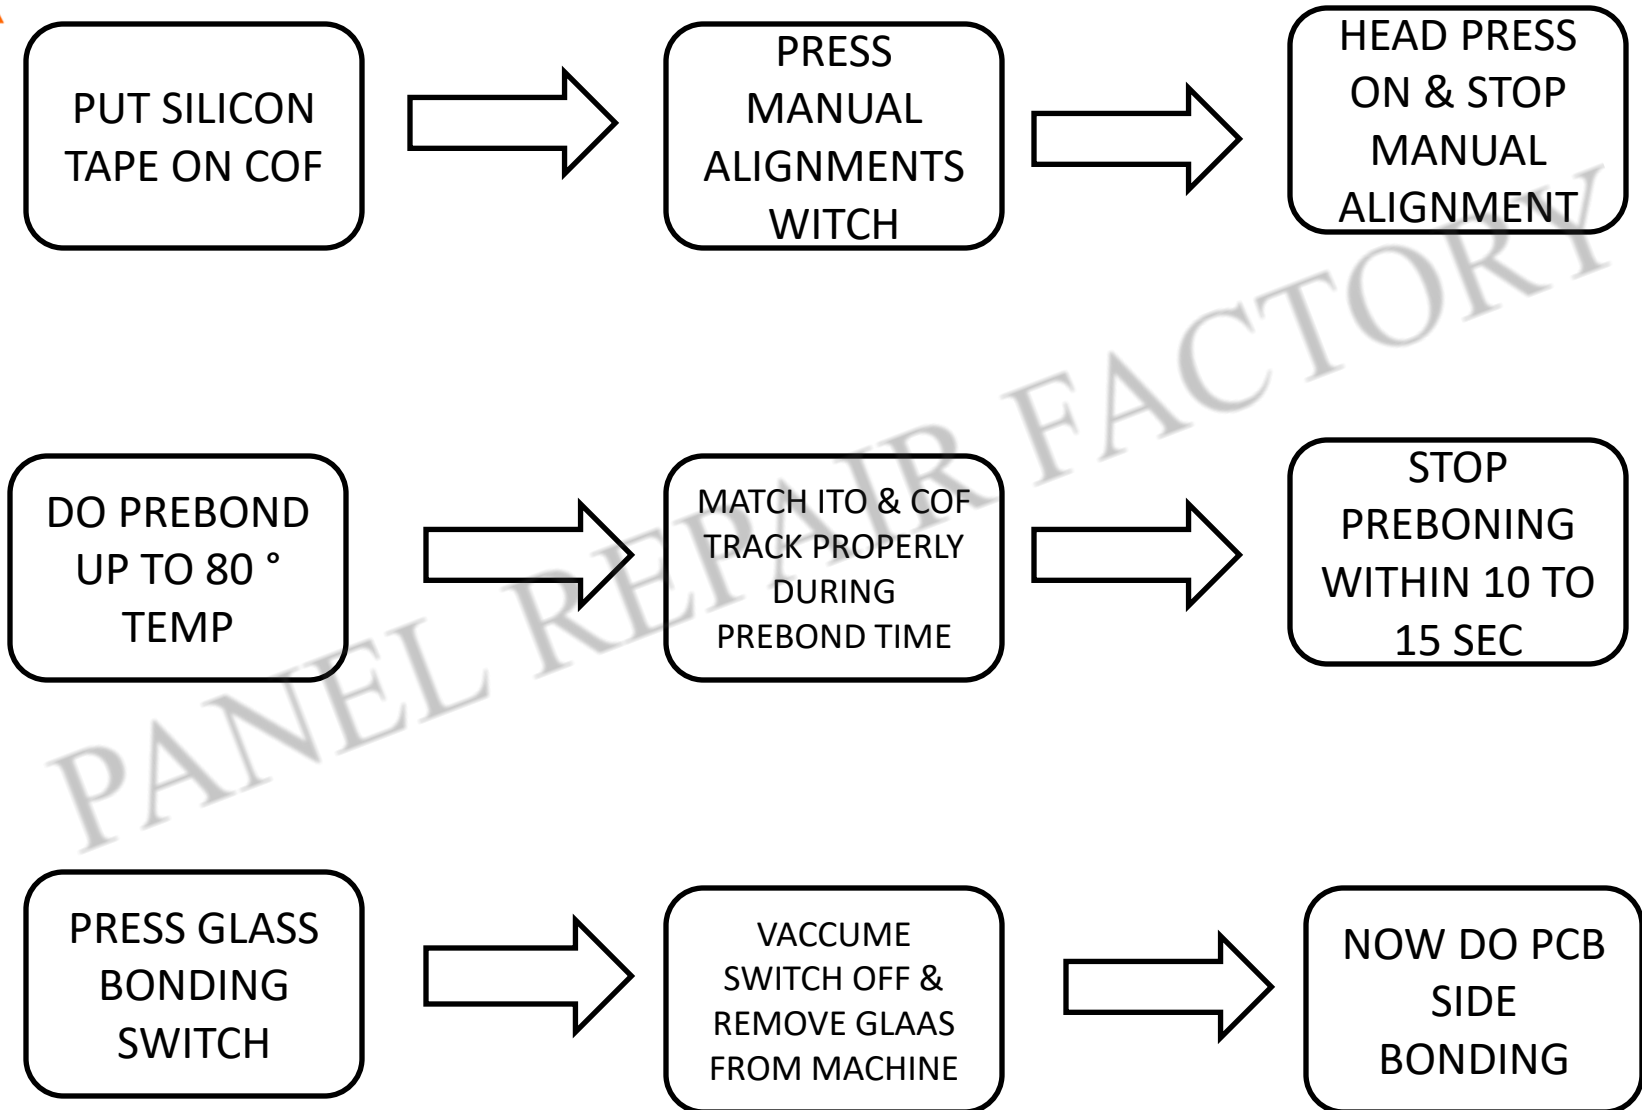 PUT SILICON
TAPE ON COF
PRESS
MANUAL
ALIGNMENTS
WITCH
HEAD PRESS
ON & STOP
MANUAL
ALIGNMENT
DO PREBOND
UP TO 80 °
TEMP
MATCH ITO & COF
TRACK PROPERLY
DURING
PREBOND TIME
STOP
PREBONING
WITHIN 10 TO
15 SEC
PRESS GLASS
BONDING
SWITCH
VACCUME
SWITCH OFF &
REMOVE GLAAS
FROM MACHINE
NOW DO PCB
SIDE
BONDING
PANEL REPAIR FACTORY